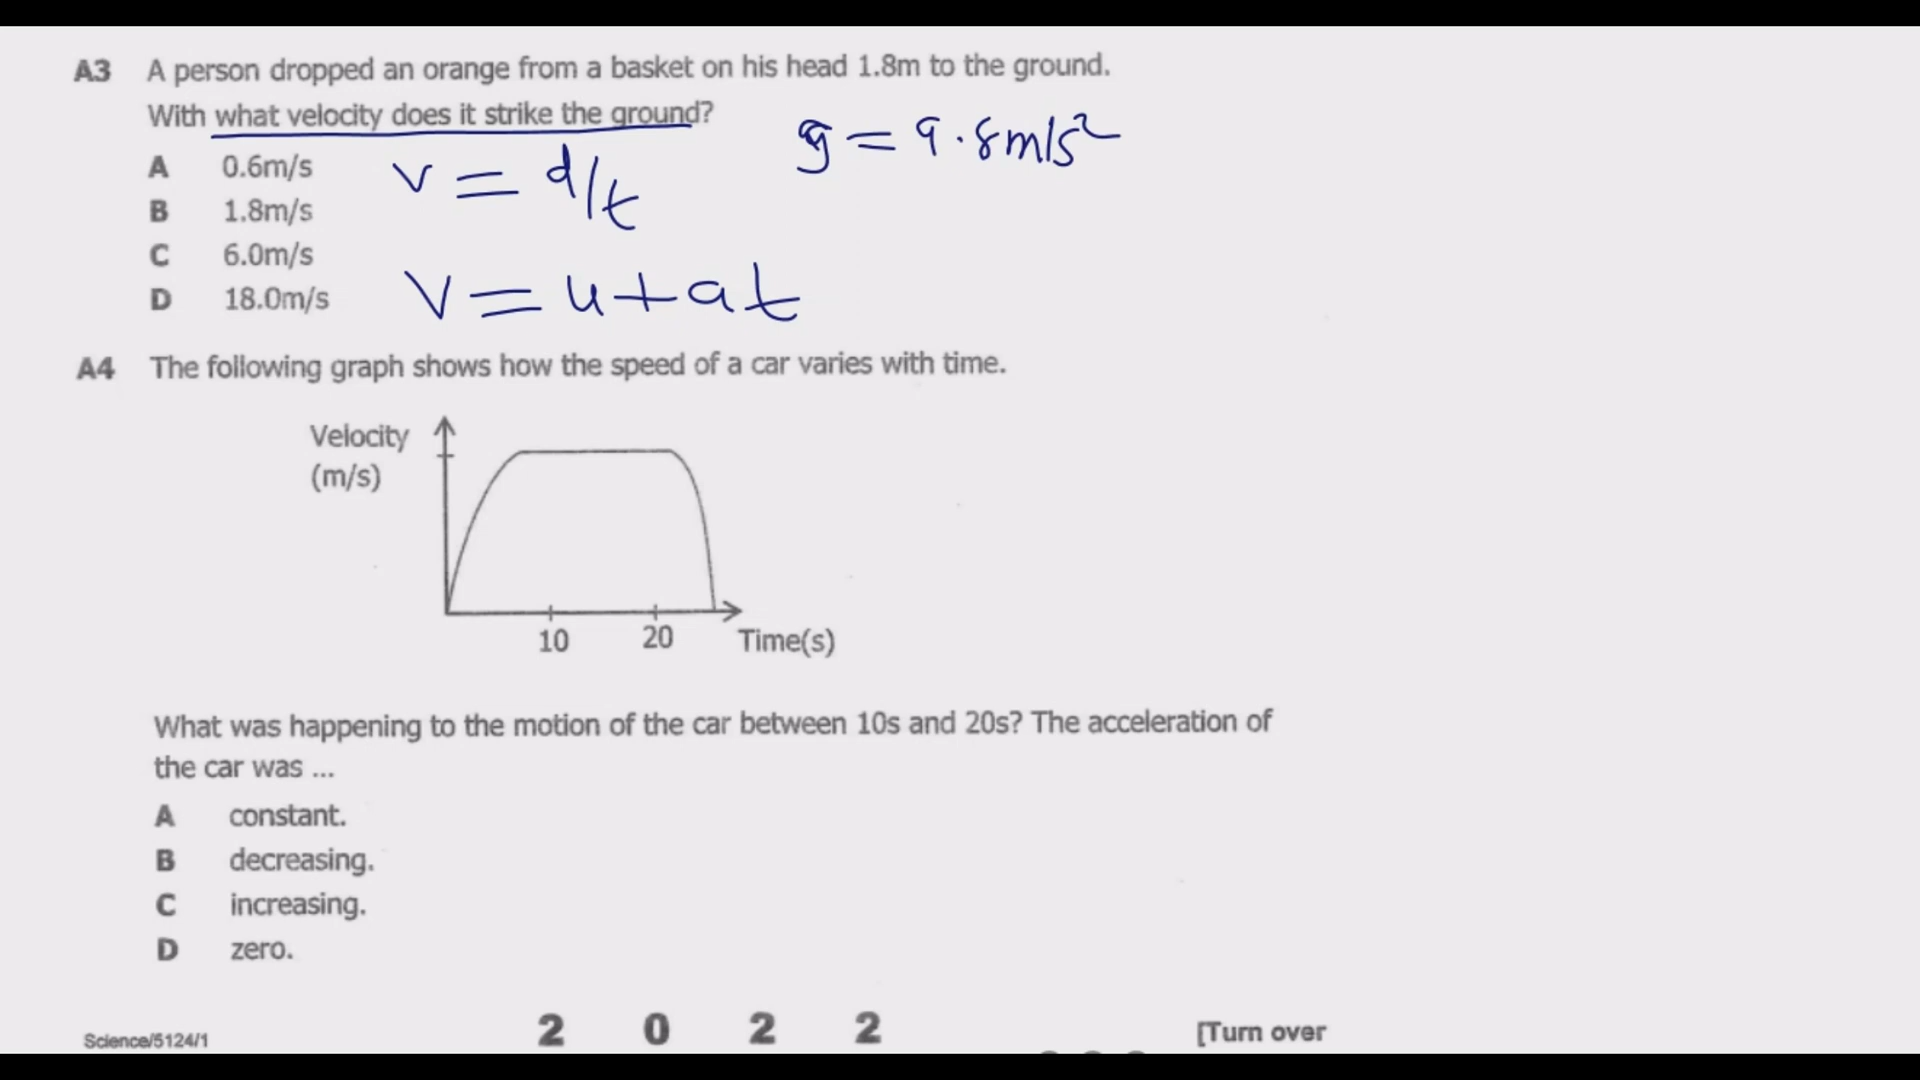 A3 A person dropped an orange from a basket on his head 1.8m to the ground.
With what velocity does it strike the ground?
g = 9.8m/s²
A 0.6m/s
v = d/t
B 1.8m/s
C 6.0m/s
D 18.0m/s
V = u + at
A4 The following graph shows how the speed of a car varies with time.
Velocity
(m/s)
10 20 Time(s)
What was happening to the motion of the car between 10s and 20s? The acceleration of
the car was ...
A constant.
B decreasing.
C increasing.
D zero.
Science/5124/1 2 0 2 2 [Turn over